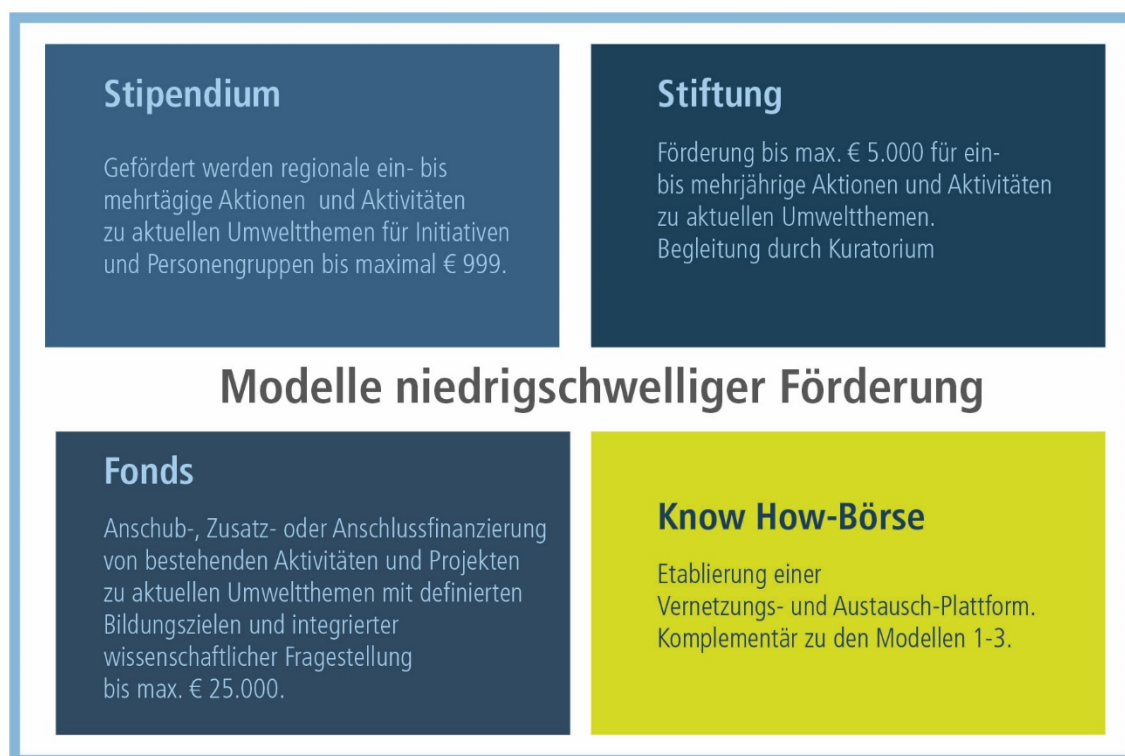 Stipendium
Gefördert werden regionale ein- bis
mehrtägige Aktionen und Aktivitäten
zu aktuellen Umweltthemen für Initiativen
und Personengruppen bis maximal € 999.
Stiftung
Förderung bis max. € 5.000 für ein-
bis mehrjährige Aktionen und Aktivitäten
zu aktuellen Umweltthemen.
Begleitung durch Kuratorium
Modelle niedrigschwelliger Förderung
Fonds
Anschub-, Zusatz- oder Anschlussfinanzierung
von bestehenden Aktivitäten und Projekten
zu aktuellen Umweltthemen mit definierten
Bildungszielen und integrierter
wissenschaftlicher Fragestellung
bis max. € 25.000.
Know How-Börse
Etablierung einer
Vernetzungs- und Austausch-Plattform.
Komplementär zu den Modellen 1-3.